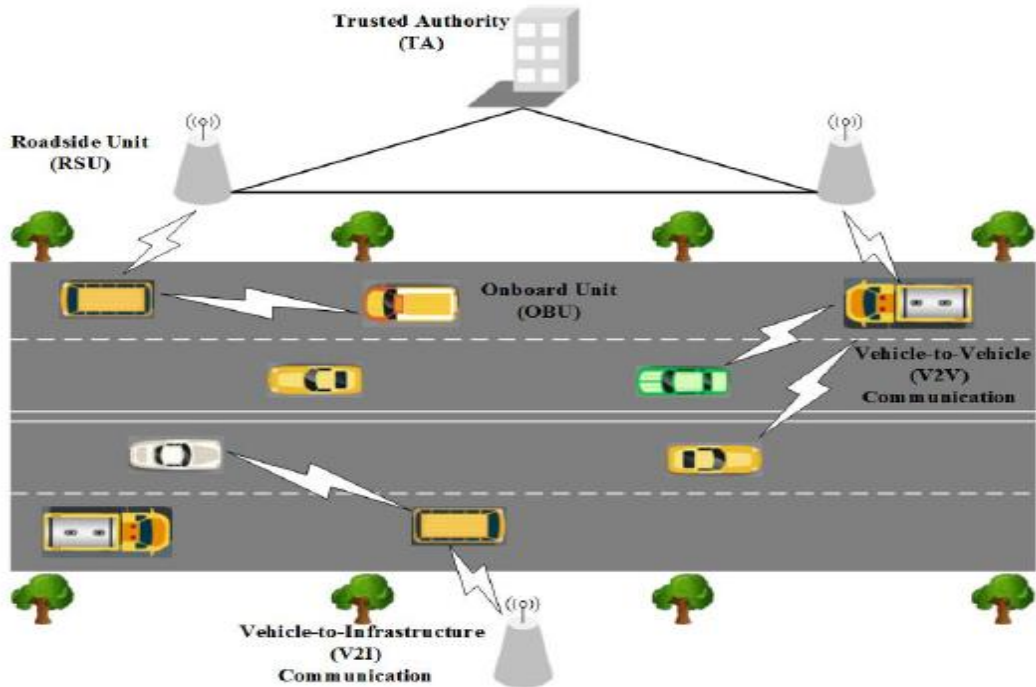 Trusted Authority
(TA)
Roadside Unit
(RSU)
Onboard Unit
(OBU)
Vehicle-to-Vehicle
(V2V)
Communication
Vehicle-to-Infrastructure
(V2I)
Communication